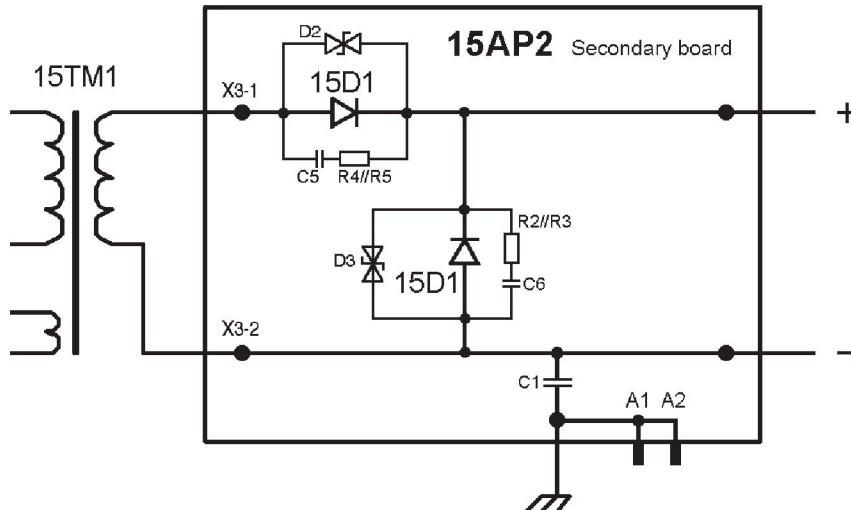 D2
15AP2 Secondary board
15TM1
X3-1
15D1
+
C5
R4//R5
R2//R3
D3
15D1
C6
X3-2
−
C1
A1 A2